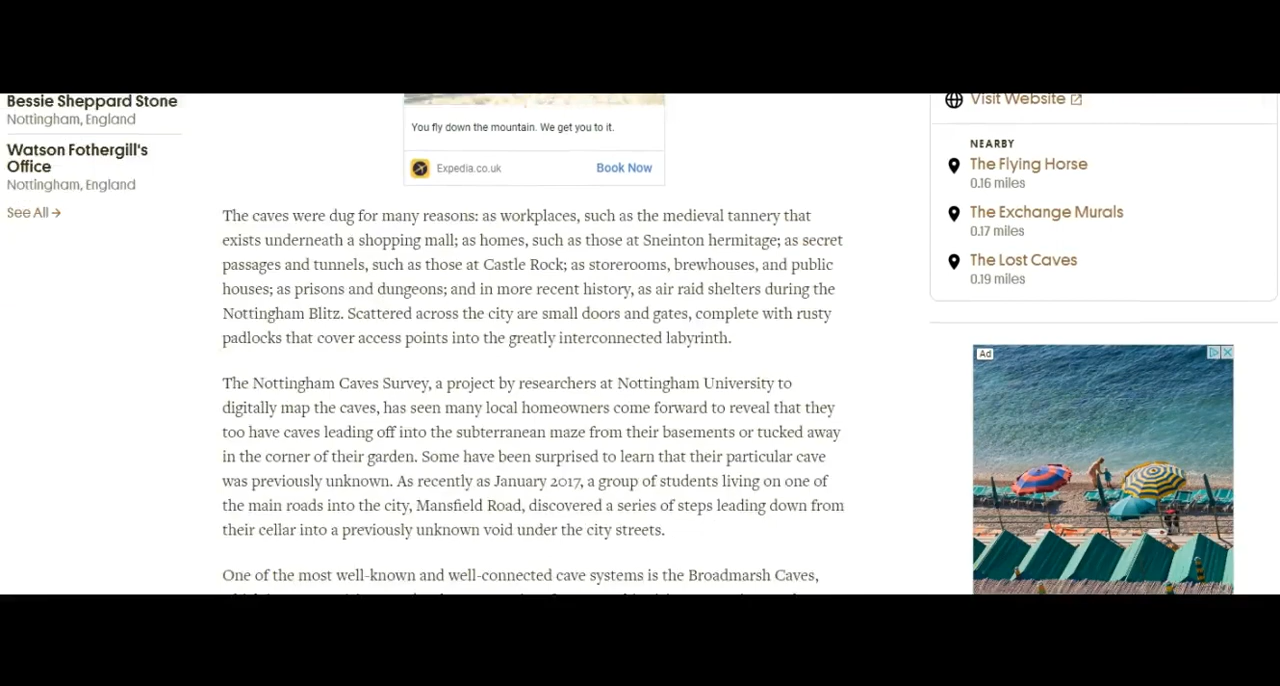 Bessie Sheppard Stone
Nottingham, England
Watson Fothergill's
Office
Nottingham, England
See All →
You fly down the mountain. We get you to it.
Expedia.co.uk
Book Now
The caves were dug for many reasons: as workplaces, such as the medieval tannery that
exists underneath a shopping mall; as homes, such as those at Sneinton hermitage; as secret
passages and tunnels, such as those at Castle Rock; as storerooms, brewhouses, and public
houses; as prisons and dungeons; and in more recent history, as air raid shelters during the
Nottingham Blitz. Scattered across the city are small doors and gates, complete with rusty
padlocks that cover access points into the greatly interconnected labyrinth.
The Nottingham Caves Survey, a project by researchers at Nottingham University to
digitally map the caves, has seen many local homeowners come forward to reveal that they
too have caves leading off into the subterranean maze from their basements or tucked away
in the corner of their garden. Some have been surprised to learn that their particular cave
was previously unknown. As recently as January 2017, a group of students living on one of
the main roads into the city, Mansfield Road, discovered a series of steps leading down from
their cellar into a previously unknown void under the city streets.
One of the most well-known and well-connected cave systems is the Broadmarsh Caves,
Visit Website
NEARBY
The Flying Horse
0.16 miles
The Exchange Murals
0.17 miles
The Lost Caves
0.19 miles
Ad